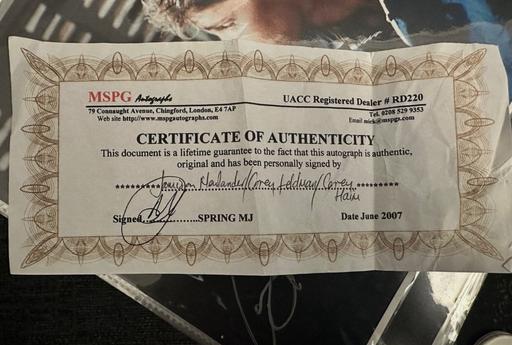 MSPG Autographs
UACC Registered Dealer # RD220
79 Connaught Avenue, Chingford, London, E4 7AP
Tel. 0208 529 9353
Web site http://www.mspgautographs.com
Email mick@mspgs.com
CERTIFICATE OF AUTHENTICITY
This document is a lifetime guarantee to the fact that this autograph is authentic,
original and has been personally signed by
********** Newlander/Corey Feldman/Corey **********
Haim
Signed..............SPRING MJ
Date June 2007